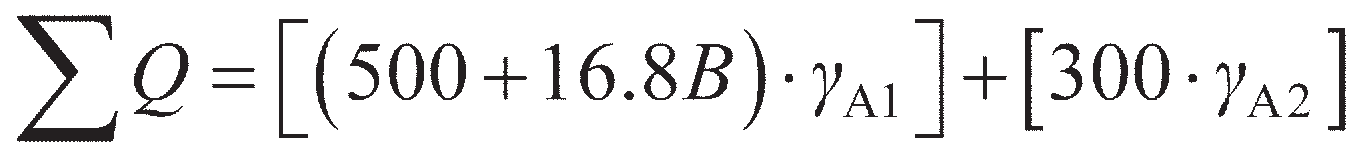 ∑Q = [(500 + 16.8B) · γA1] + [300 · γA2]